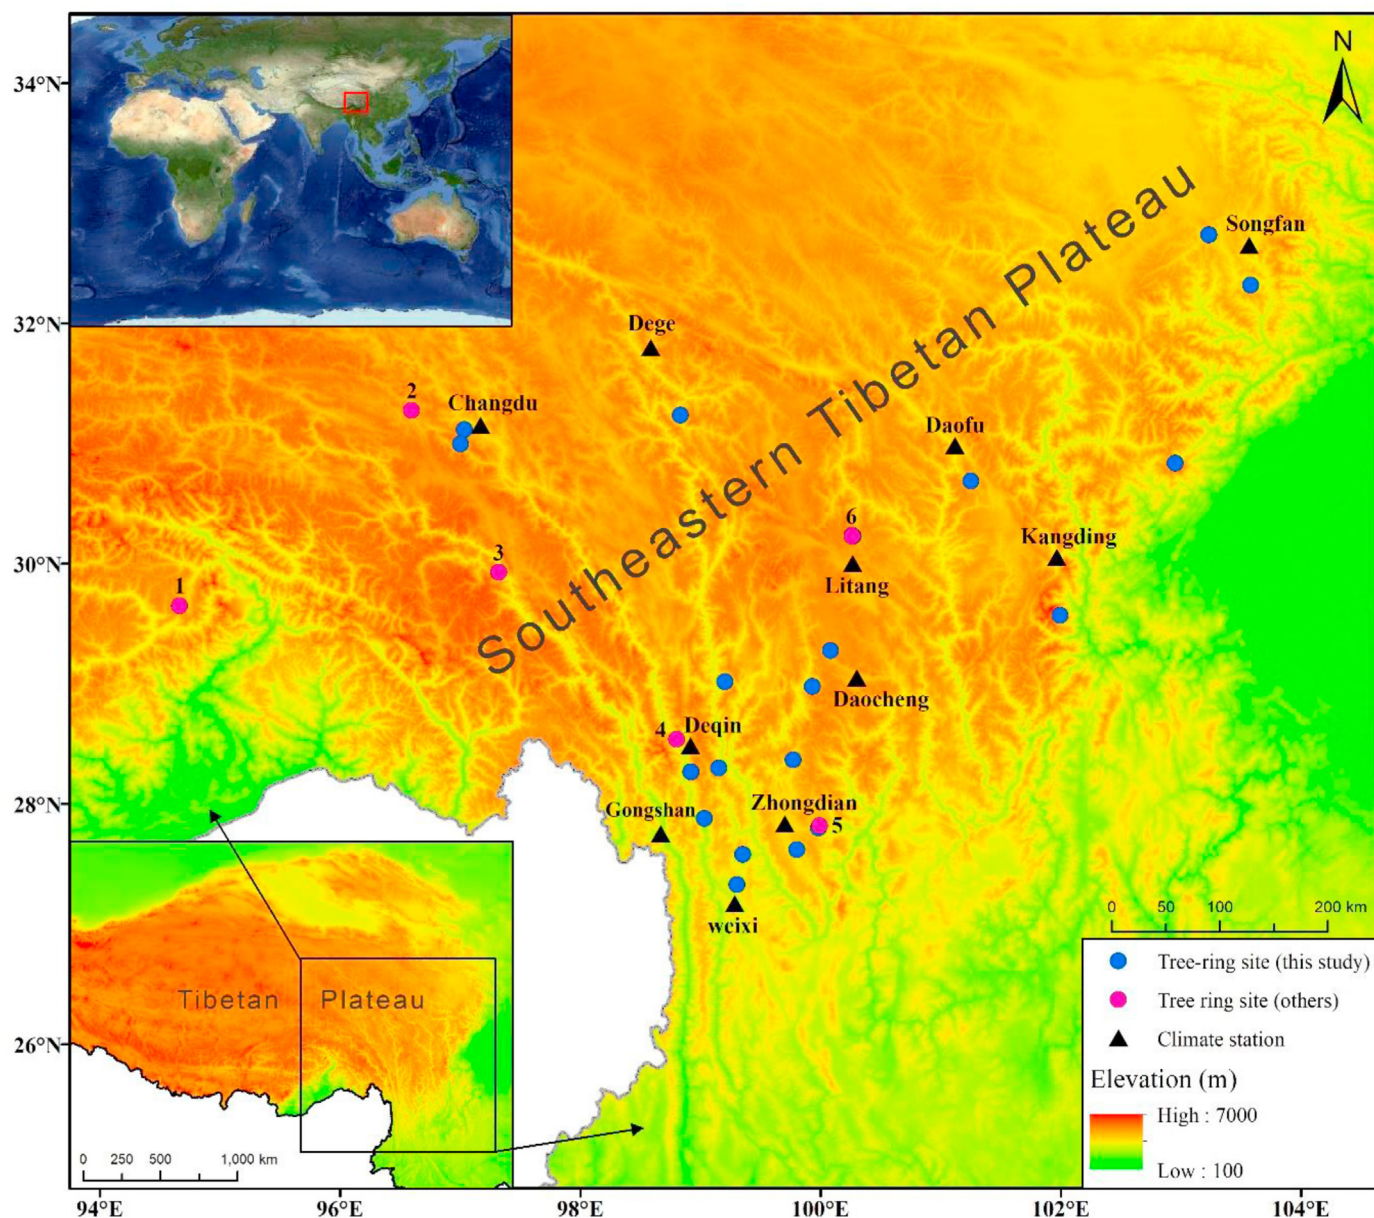 34°N
32°N
30°N
28°N
26°N
N
Southeastern Tibetan Plateau
Songfan
Dege
2
Changdu
Daofu
6
Kangding
3
Litang
1
Daocheng
4
Deqin
Gongshan
Zhongdian
5
weixi
Tibetan Plateau
0 250 500 1,000 km
0 50 100 200 km
Tree-ring site (this study)
Tree ring site (others)
Climate station
Elevation (m)
High : 7000
Low : 100
94°E 96°E 98°E 100°E 102°E 104°E